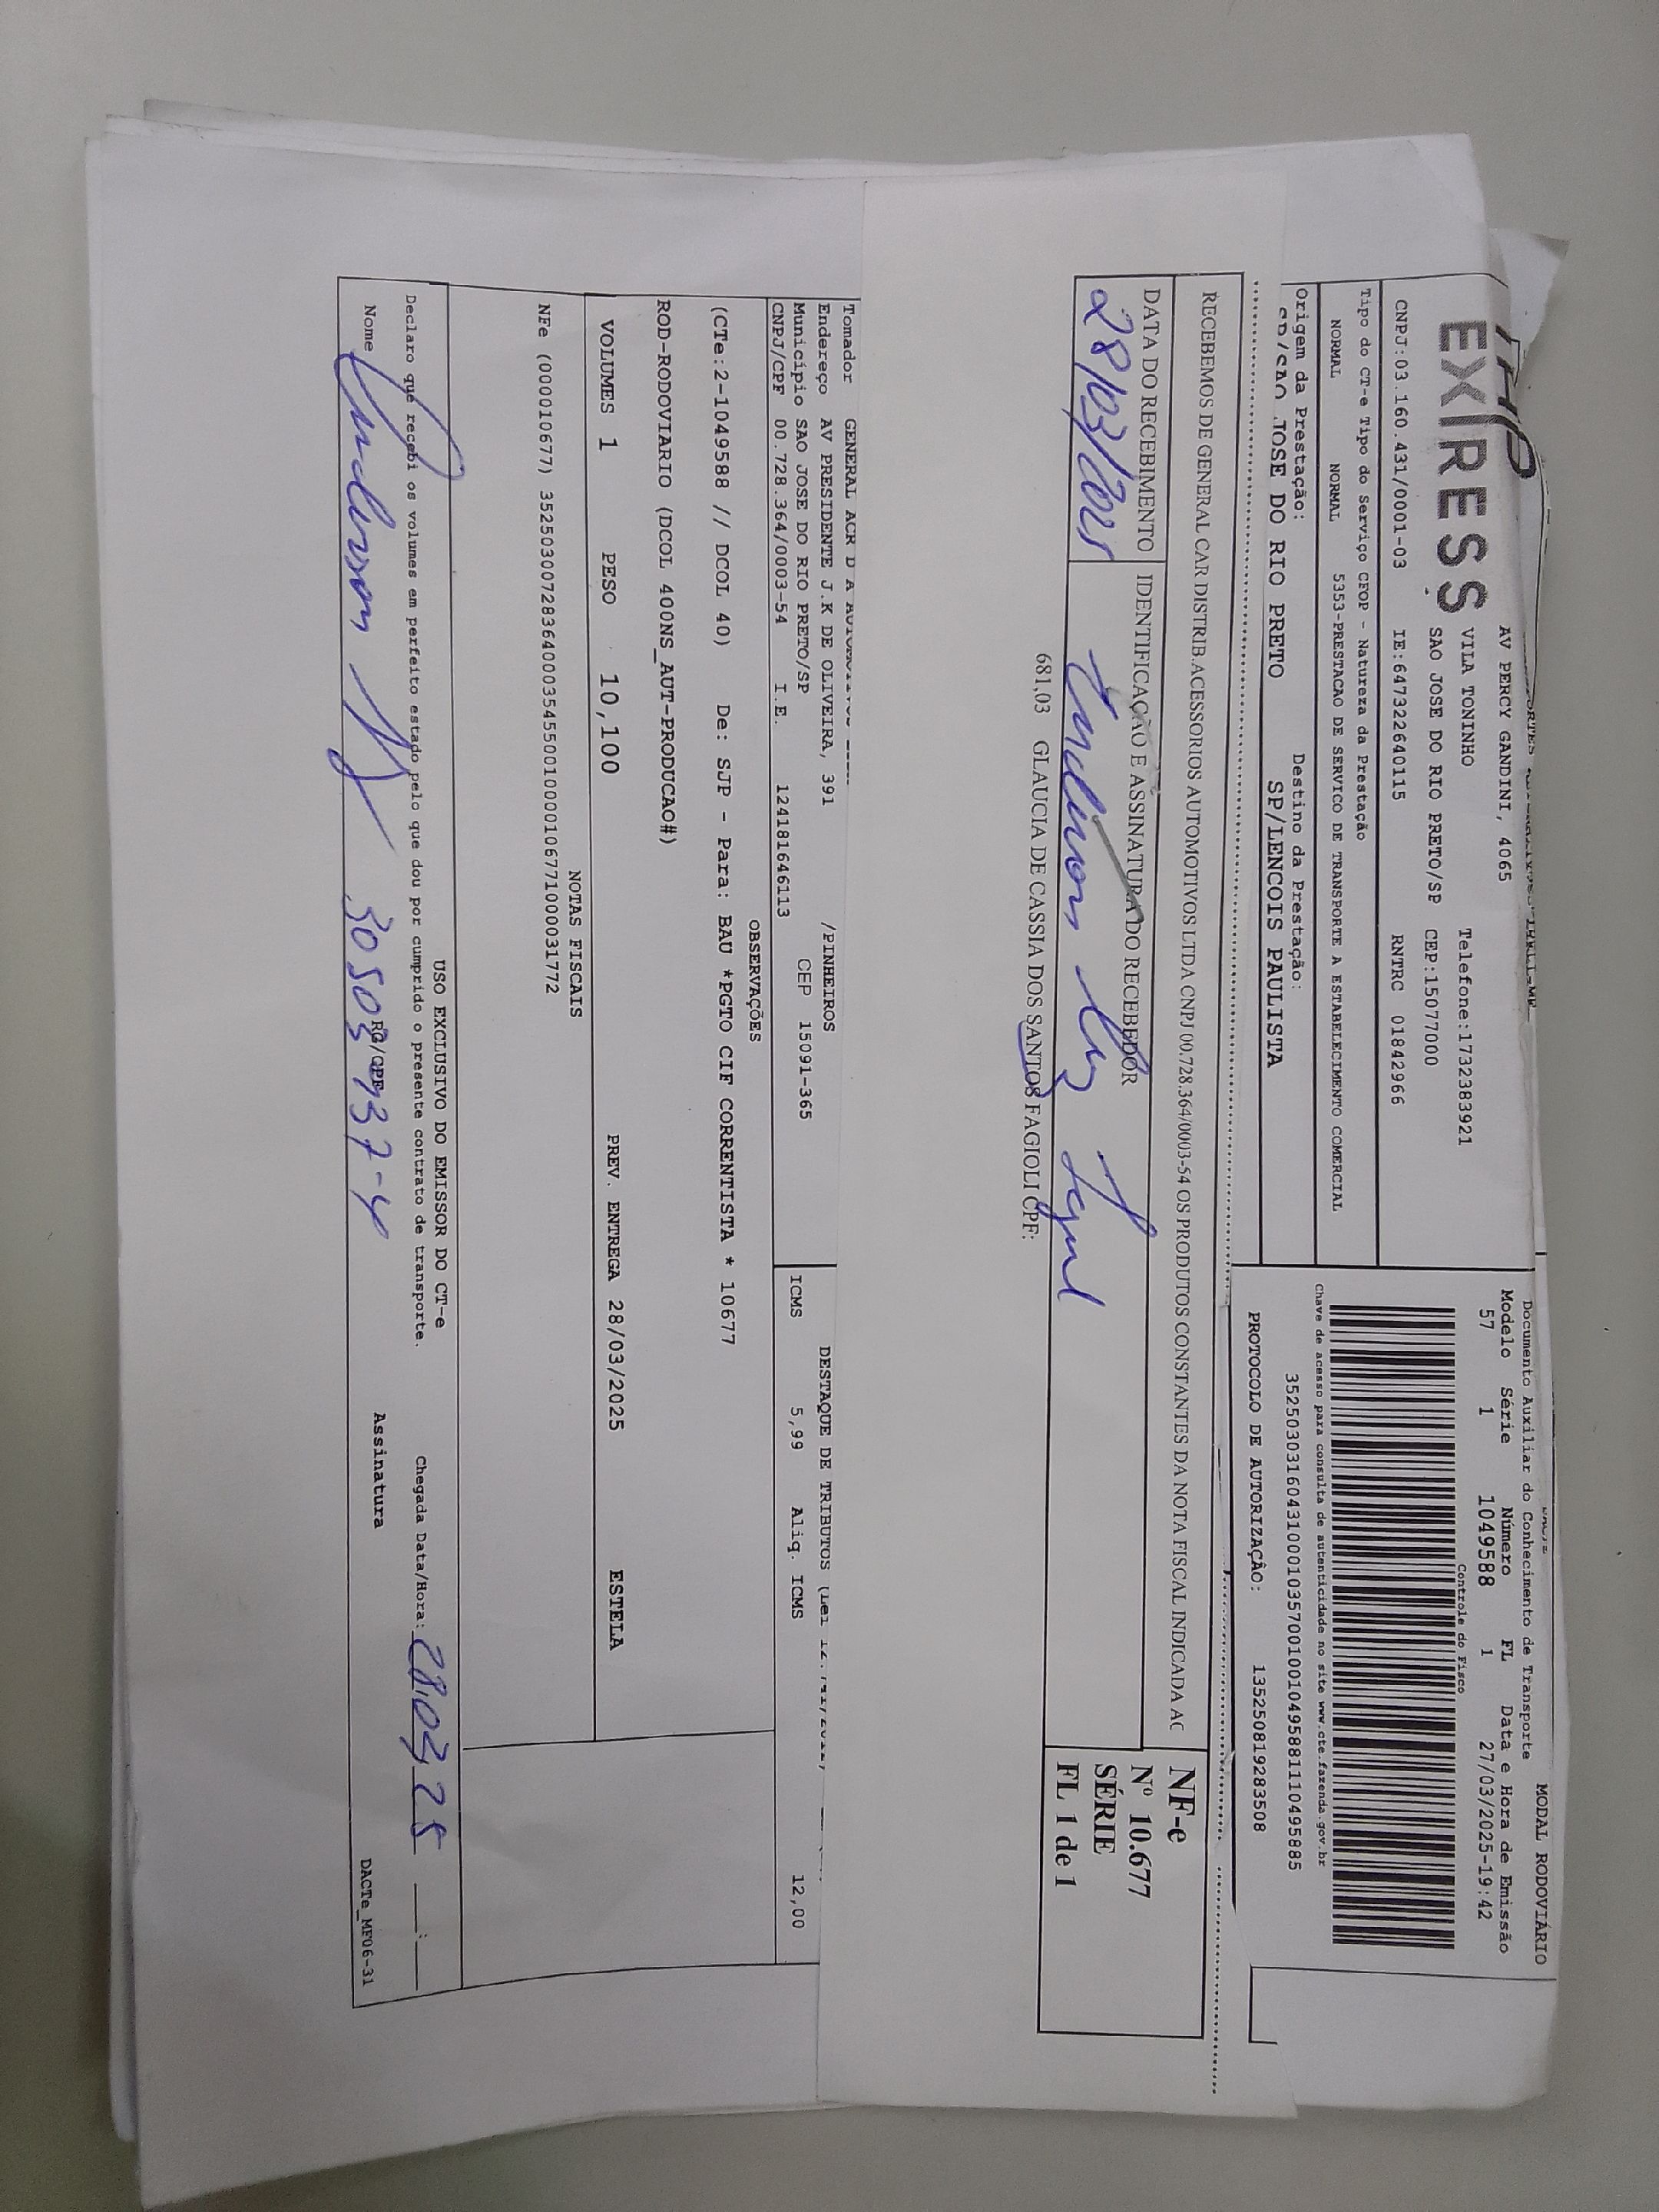 MODAL RODOVIÁRIO
Documento Auxiliar do Conhecimento de Transporte
EXPRESS
AV PERCY GANDINI, 4065
VILA TONINHO
Telefone:1732383921
SAO JOSE DO RIO PRETO/SP CEP:15077000
CNPJ:03.160.431/0001-03 IE:647322640115 RNTRC 01842966
Modelo Série Número FL Data e Hora de Emissão
57 1 1049588 1 27/03/2025-19:42
Controle do Fisco
Tipo do CT-e Tipo do Serviço CFOP - Natureza da Prestação
NORMAL NORMAL 5353-PRESTACAO DE SERVICO DE TRANSPORTE A ESTABELECIMENTO COMERCIAL
Chave de acesso para consulta de autenticidade no site www.cte.fazenda.gov.br
35250303160431000103570010010495881110495885
Origem da Prestação: Destino da Prestação:
SP/SAO JOSE DO RIO PRETO SP/LENCOIS PAULISTA
PROTOCOLO DE AUTORIZAÇÃO: 135250819283508
RECEBEMOS DE GENERAL CAR DISTRIB.ACESSORIOS AUTOMOTIVOS LTDA CNPJ 00.728.364/0003-54 OS PRODUTOS CONSTANTES DA NOTA FISCAL INDICADA AC
NF-e
Nº 10.677
SÉRIE
FL 1 de 1
DATA DO RECEBIMENTO IDENTIFICAÇÃO E ASSINATURA DO RECEBEDOR
28/03/2025 Anderson Luiz
681,03 GLAUCIA DE CASSIA DOS SANTOS FAGIOLI CPF:
Tomador GENERAL
Endereço AV PRESIDENTE J.K DE OLIVEIRA, 391 /PINHEIROS
Municipio SAO JOSE DO RIO PRETO/SP CEP 15091-365
CNPJ/CPF 00.728.364/0003-54 I.E. 124181646113
DESTAQUE DE TRIBUTOS
ICMS 5,99 Aliq. ICMS 12,00
OBSERVAÇÕES
(CTe:2-1049588 // DCOL 40) De: SJP - Para: BAU *PGTO CIF CORRENTISTA * 10677
ROD-RODOVIARIO (DCOL 400NS_AUT-PRODUCAO#)
VOLUMES 1 PESO 10,100 PREV. ENTREGA 28/03/2025 ESTELA
NOTAS FISCAIS
NFe (000010677) 35250300728364000354550010000106771000031772
USO EXCLUSIVO DO EMISSOR DO CT-e
Declaro que recebi os volumes em perfeito estado pelo que dou por cumprido o presente contrato de transporte. Chegada Data/Hora: 28.03.25
Nome Anderson RG/CPF Assinatura
DACTe_MF06-31